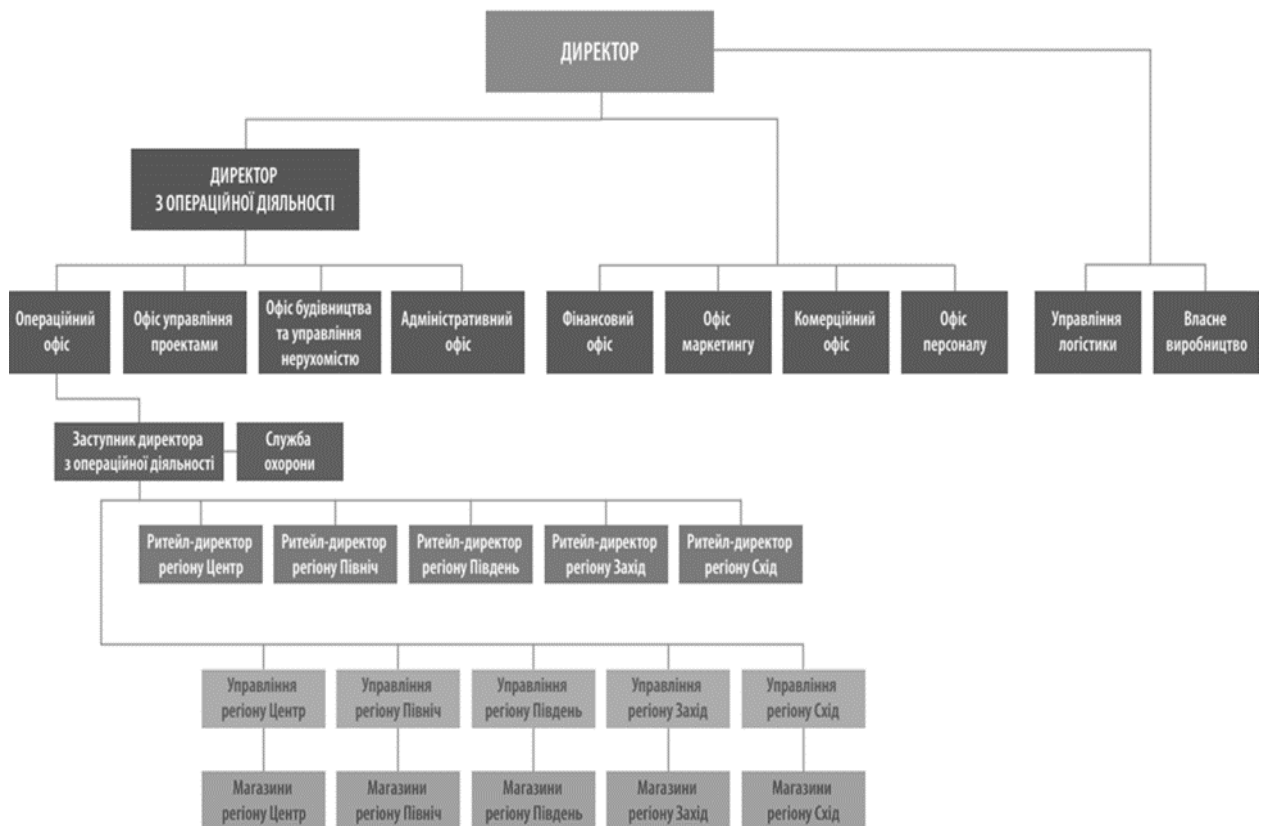 ДИРЕКТОР
ДИРЕКТОР
З ОПЕРАЦІЙНОЇ ДІЯЛЬНОСТІ
Операційний
офіс
Офіс управління
проектами
Офіс будівництва
та управління
нерухомістю
Адміністративний
офіс
Фінансовий
офіс
Офіс
маркетингу
Комерційний
офіс
Офіс
персоналу
Управління
логістики
Власне
виробництво
Заступник директора
з операційної діяльності
Служба
охорони
Ритейл-директор
регіону Центр
Ритейл-директор
регіону Північ
Ритейл-директор
регіону Південь
Ритейл-директор
регіону Захід
Ритейл-директор
регіону Схід
Управління
регіону Центр
Управління
регіону Північ
Управління
регіону Південь
Управління
регіону Захід
Управління
регіону Схід
Магазини
регіону Центр
Магазини
регіону Північ
Магазини
регіону Південь
Магазини
регіону Захід
Магазини
регіону Схід